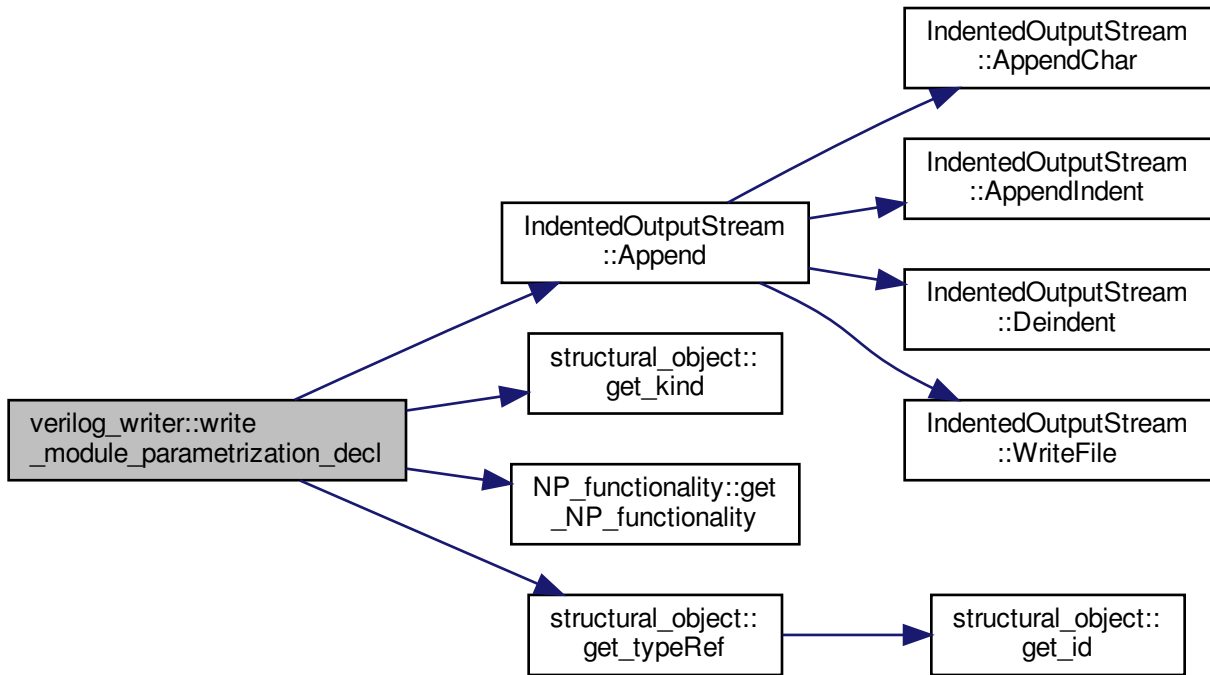 IndentedOutputStream
::AppendChar
IndentedOutputStream
::AppendIndent
IndentedOutputStream
::Append
IndentedOutputStream
::Deindent
structural_object::
get_kind
verilog_writer::write
_module_parametrization_decl
IndentedOutputStream
::WriteFile
NP_functionality::get
_NP_functionality
structural_object::
get_typeRef
structural_object::
get_id